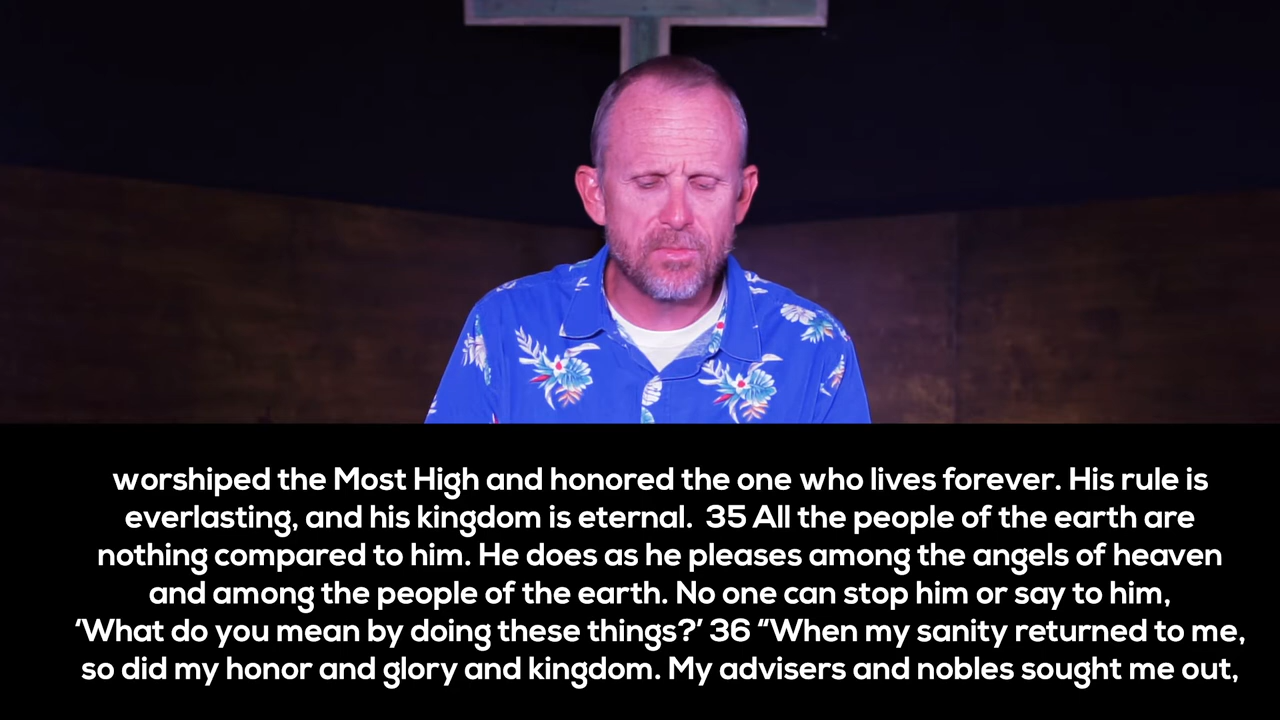 worshiped the Most High and honored the one who lives forever. His rule is
everlasting, and his kingdom is eternal.  35 All the people of the earth are
nothing compared to him. He does as he pleases among the angels of heaven
and among the people of the earth. No one can stop him or say to him,
‘What do you mean by doing these things?’ 36 “When my sanity returned to me,
so did my honor and glory and kingdom. My advisers and nobles sought me out,